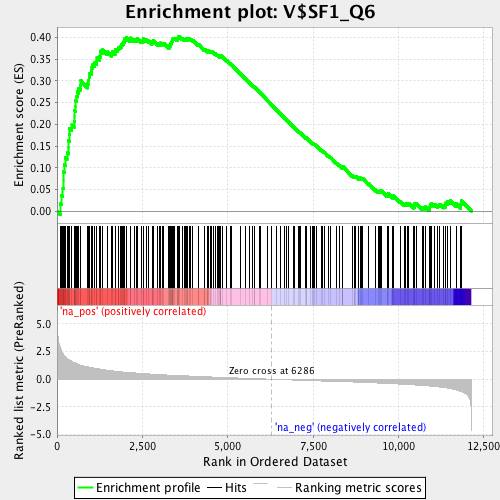 Enrichment plot: V$SF1_Q6
Enrichment score (ES)
0.40
0.35
0.30
0.25
0.20
0.15
0.10
0.05
0.00
'na_pos' (positively correlated)
Ranked list metric (PreRanked)
5.0
2.5
0.0
-2.5
-5.0
Zero cross at 6286
'na_neg' (negatively correlated)
0
2,500
5,000
7,500
10,000
12,500
Rank in Ordered Dataset
Enrichment profile
Hits
Ranking metric scores